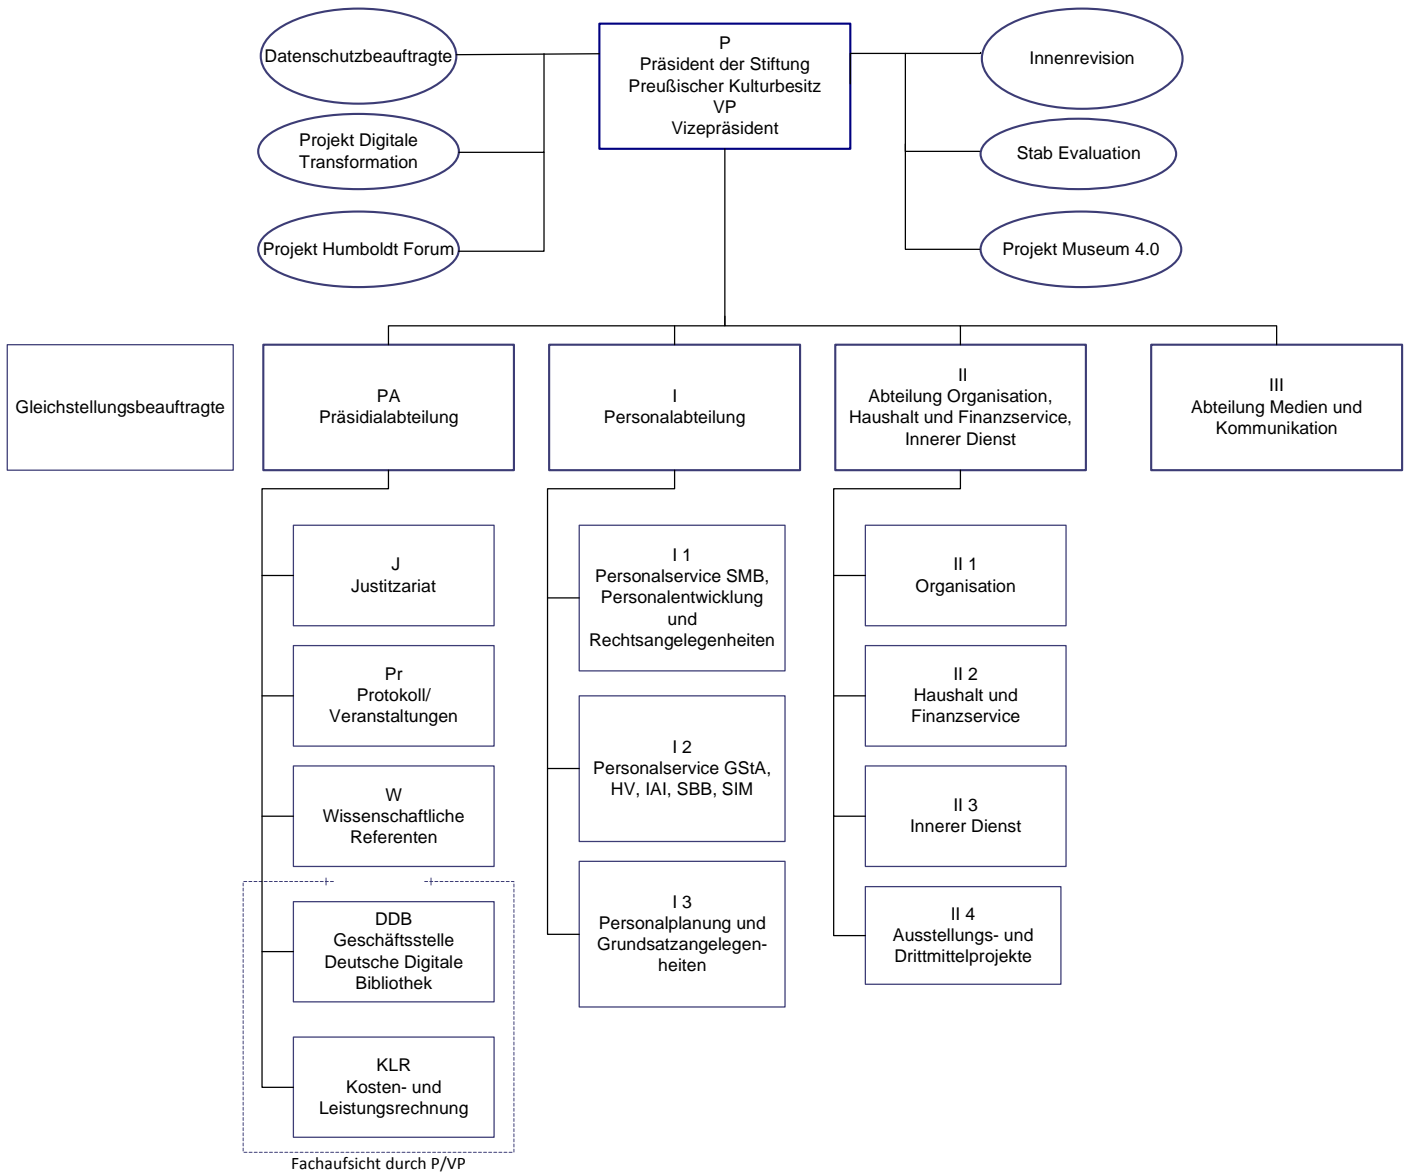 Datenschutzbeauftragte
Projekt Digitale
Transformation
Projekt Humboldt Forum
P
Präsident der Stiftung
Preußischer Kulturbesitz
VP
Vizepräsident
Innenrevision
Stab Evaluation
Projekt Museum 4.0
Gleichstellungsbeauftragte
PA
Präsidialabteilung
I
Personalabteilung
II
Abteilung Organisation,
Haushalt und Finanzservice,
Innerer Dienst
III
Abteilung Medien und
Kommunikation
J
Justitzariat
Pr
Protokoll/
Veranstaltungen
W
Wissenschaftliche
Referenten
DDB
Geschäftsstelle
Deutsche Digitale
Bibliothek
KLR
Kosten- und
Leistungsrechnung
Fachaufsicht durch P/VP
I 1
Personalservice SMB,
Personalentwicklung
und
Rechtsangelegenheiten
I 2
Personalservice GStA,
HV, IAI, SBB, SIM
I 3
Personalplanung und
Grundsatzangelegen-
heiten
II 1
Organisation
II 2
Haushalt und
Finanzservice
II 3
Innerer Dienst
II 4
Ausstellungs- und
Drittmittelprojekte